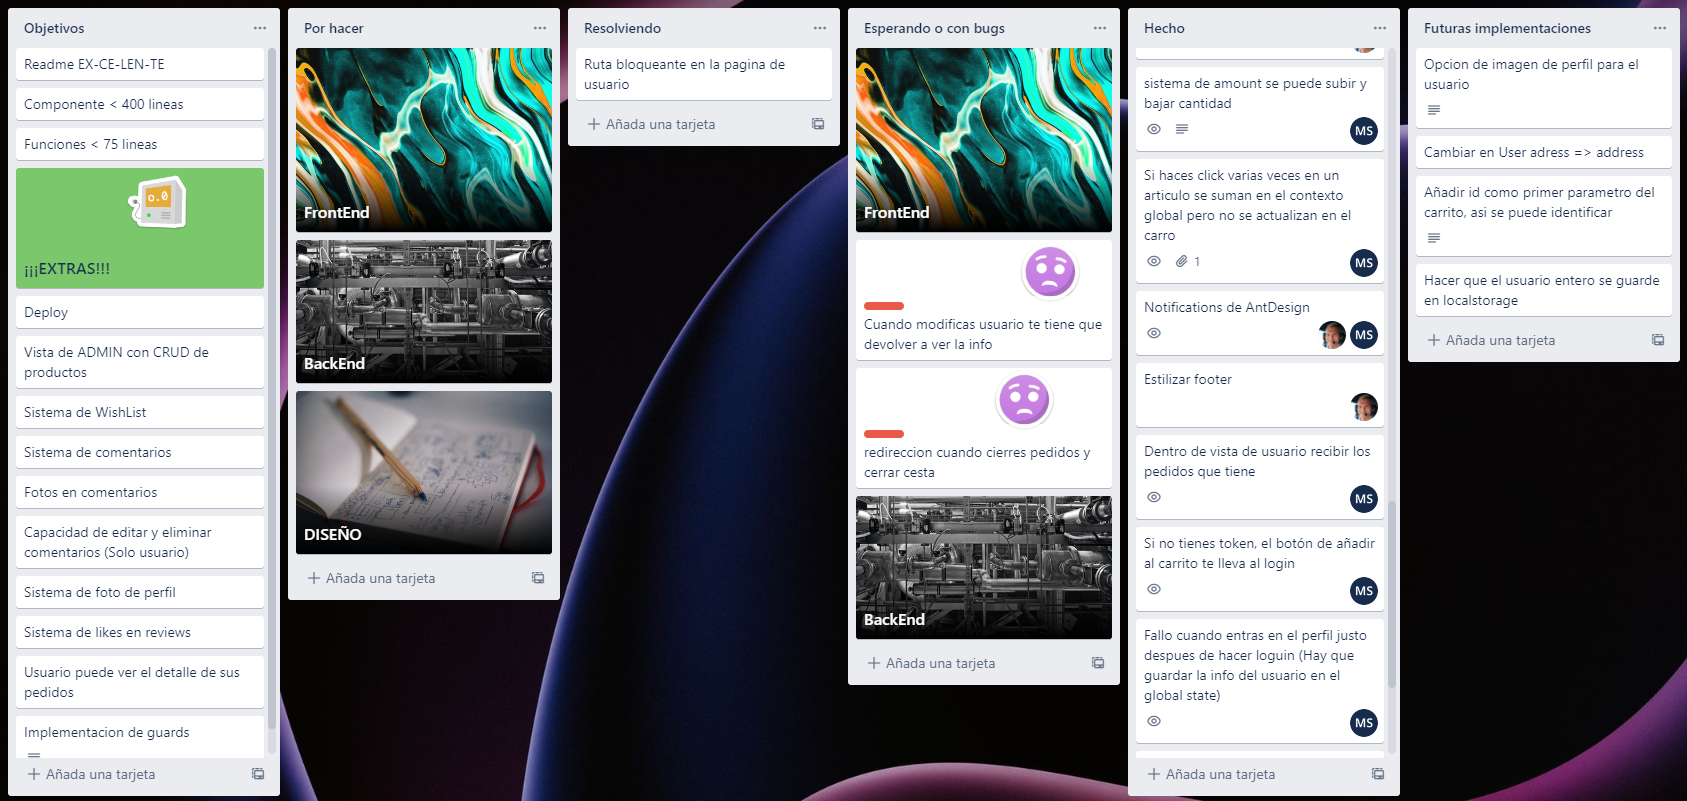 Objetivos
Readme EX-CE-LEN-TE
Componente < 400 lineas
Funciones < 75 lineas
o.0
¡¡¡EXTRAS!!!
Deploy
Vista de ADMIN con CRUD de
productos
Sistema de WishList
Sistema de comentarios
Fotos en comentarios
Capacidad de editar y eliminar
comentarios (Solo usuario)
Sistema de foto de perfil
Sistema de likes en reviews
Usuario puede ver el detalle de sus
pedidos
Implementacion de guards
Añada una tarjeta
Por hacer
FrontEnd
BackEnd
DISEÑO
Añada una tarjeta
Resolviendo
Ruta bloqueante en la pagina de
usuario
Añada una tarjeta
Esperando o con bugs
FrontEnd
Cuando modificas usuario te tiene que
devolver a ver la info
redireccion cuando cierres pedidos y
cerrar cesta
BackEnd
Añada una tarjeta
Hecho
sistema de amount se puede subir y
bajar cantidad
MS
Si haces click varias veces en un
articulo se suman en el contexto
global pero no se actualizan en el
carro
1
MS
Notifications de AntDesign
MS
Estilizar footer
Dentro de vista de usuario recibir los
pedidos que tiene
MS
Si no tienes token, el botón de añadir
al carrito te lleva al login
MS
Fallo cuando entras en el perfil justo
despues de hacer loguin (Hay que
guardar la info del usuario en el
global state)
MS
Añada una tarjeta
Futuras implementaciones
Opcion de imagen de perfil para el
usuario
Cambiar en User adress => address
Añadir id como primer parametro del
carrito, asi se puede identificar
Hacer que el usuario entero se guarde
en localstorage
Añada una tarjeta